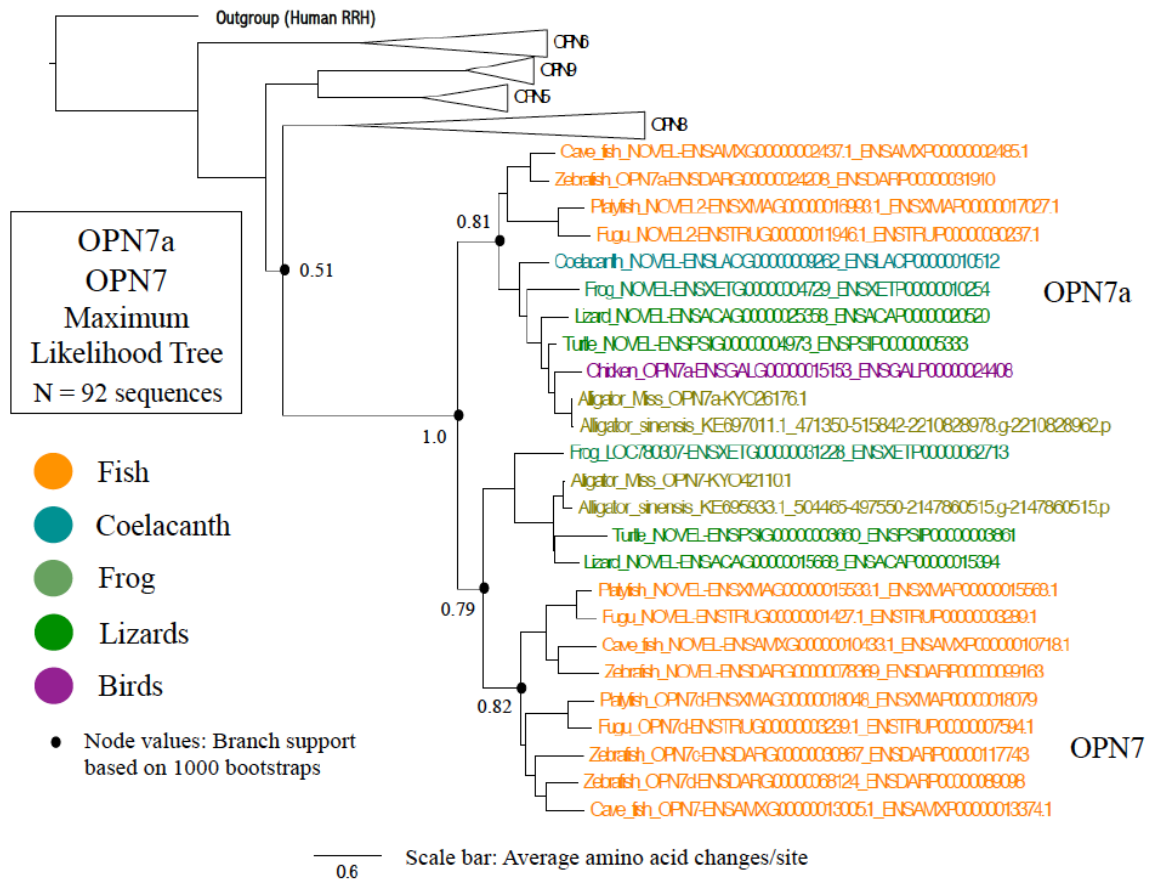 Outgroup (Human RRH)
OPN6
OPN9
OPN5
OPN8
Cave_fish_NOVEL-ENSAMXG00000002437.1_ENSAMXP00000002485.1
Zebrafish_OPN7a-ENSDARG00000024208_ENSDARP00000031910
0.81
Platyfish_NOVEL2-ENSXMAG00000016993.1_ENSXMAP00000017027.1
Fugu_NOVEL2-ENSTRUG00000011946.1_ENSTRUP00000030237.1
OPN7a
OPN7
Maximum
Likelihood Tree
N = 92 sequences
0.51
Coelacanth_NOVEL-ENSLACG00000009262_ENSLACP00000010512
Frog_NOVEL-ENSXETG00000004729_ENSXETP00000010254
OPN7a
Lizard_NOVEL-ENSACAG00000025358_ENSACAP00000020520
Turtle_NOVEL-ENSPSIG00000004973_ENSPSIP00000005333
Chicken_OPN7a-ENSGALG00000015153_ENSGALP00000024408
Alligator_Miss_OPN7a-KYO26176.1
Alligator_sinensis_KE697011.1_471350-515842-2210828978.g-2210828962.p
1.0
Frog_LOC780307-ENSXETG00000031228_ENSXETP00000062713
Alligator_Miss_OPN7-KYO42110.1
Alligator_sinensis_KE695933.1_504465-497550-2147860515.g-2147860515.p
Turtle_NOVEL-ENSPSIG00000003660_ENSPSIP00000003861
Lizard_NOVEL-ENSACAG00000015668_ENSACAP00000015394
Fish
Coelacanth
Frog
Lizards
Birds
0.79
Platyfish_NOVEL-ENSXMAG00000015533.1_ENSXMAP00000015568.1
Fugu_NOVEL-ENSTRUG00000001427.1_ENSTRUP00000003289.1
Cave_fish_NOVEL-ENSAMXG00000010433.1_ENSAMXP00000010718.1
Zebrafish_NOVEL-ENSDARG00000078369_ENSDARP00000099163
0.82
Platyfish_OPN7d-ENSXMAG00000018048_ENSXMAP00000018079
Fugu_OPN7d-ENSTRUG00000003239.1_ENSTRUP00000007594.1
OPN7
Zebrafish_OPN7c-ENSDARG00000030867_ENSDARP00000117743
Zebrafish_OPN7d-ENSDARG00000068124_ENSDARP00000089098
Cave_fish_OPN7-ENSAMXG00000013005.1_ENSAMXP00000013374.1
Node values: Branch support
based on 1000 bootstraps
0.6
Scale bar: Average amino acid changes/site